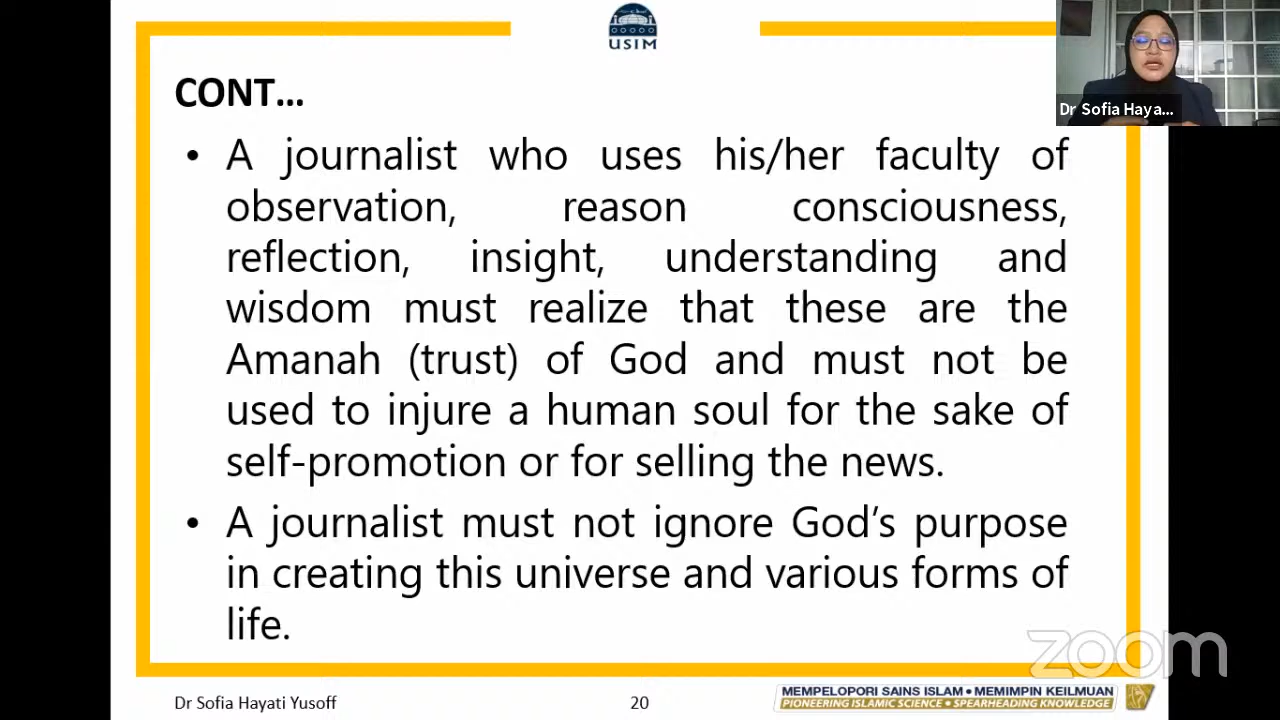 USIM
Dr Sofia Haya...
CONT...
• A journalist who uses his/her faculty of
observation, reason consciousness,
reflection, insight, understanding and
wisdom must realize that these are the
Amanah (trust) of God and must not be
used to injure a human soul for the sake of
self-promotion or for selling the news.
• A journalist must not ignore God's purpose
in creating this universe and various forms of
life.
zoom
Dr Sofia Hayati Yusoff
20
MEMPELOPORI SAINS ISLAM • MEMIMPIN KEILMUAN
PIONEERING ISLAMIC SCIENCE • SPEARHEADING KNOWLEDGE